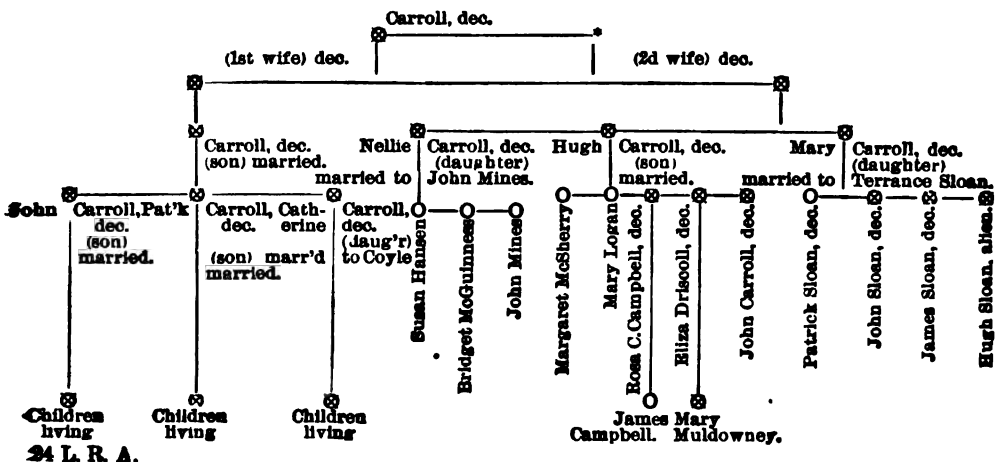 Carroll, dec.
(1st wife) dec.
(2d wife) dec.
Carroll, dec.
(son) married.
Nellie
married to
Carroll, dec.
(daughter)
John Mines.
Hugh
Carroll, dec.
(son)
married.
Mary
married to
Carroll, dec.
(daughter)
Terrance Sloan.
John
Carroll,
dec.
(son)
married.
Pat'k
Carroll,
dec.
(son)
married.
Cath-
erine
marr'd
Carroll,
dec.
(daug'r)
to Coyle
Susan Hansen
Bridget McGuinness
John Mines
Margaret McSherry
Mary Logan
Rosa C. Campbell, dec.
Eliza Driscoll, dec.
John Carroll, dec.
Patrick Sloan, dec.
John Sloan, dec.
James Sloan, dec.
Hugh Sloan, alien.
Children
living
Children
living
Children
living
James
Campbell.
Mary
Muldowney.
24 L. R. A.